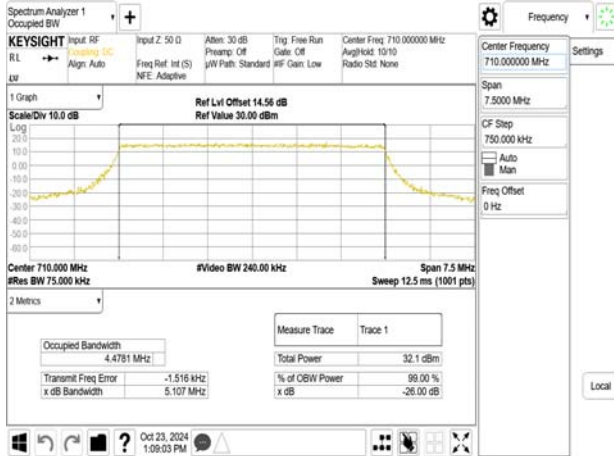 Spectrum Analyzer 1
Occupied BW
+
KEYSIGHT
RL
Input: RF
Coupling: DC
Align: Auto
Input Z: 50 Ω
Freq Ref: Int (S)
NFE: Adaptive
Atten: 30 dB
Preamp: Off
µW Path: Standard
Trig: Free Run
Gate: Off
#IF Gain: Low
Center Freq: 710.000000 MHz
Avg|Hold: 10/10
Radio Std: None
1 Graph
Scale/Div 10.0 dB
Ref Lvl Offset 14.56 dB
Ref Value 30.00 dBm
Log
20.0
10.0
0.00
-10.0
-20.0
-30.0
-40.0
-50.0
-60.0
Center 710.000 MHz
#Res BW 75.000 kHz
#Video BW 240.00 kHz
Span 7.5 MHz
Sweep 12.5 ms (1001 pts)
2 Metrics
Occupied Bandwidth
4.4781 MHz
Transmit Freq Error -1.516 kHz
x dB Bandwidth 5.107 MHz
Measure Trace Trace 1
Total Power 32.1 dBm
% of OBW Power 99.00 %
x dB -26.00 dB
?
Oct 23, 2024
1:09:03 PM
Frequency
Center Frequency
710.000000 MHz
Span
7.5000 MHz
CF Step
750.000 kHz
Auto
Man
Freq Offset
0 Hz
Settings
Local